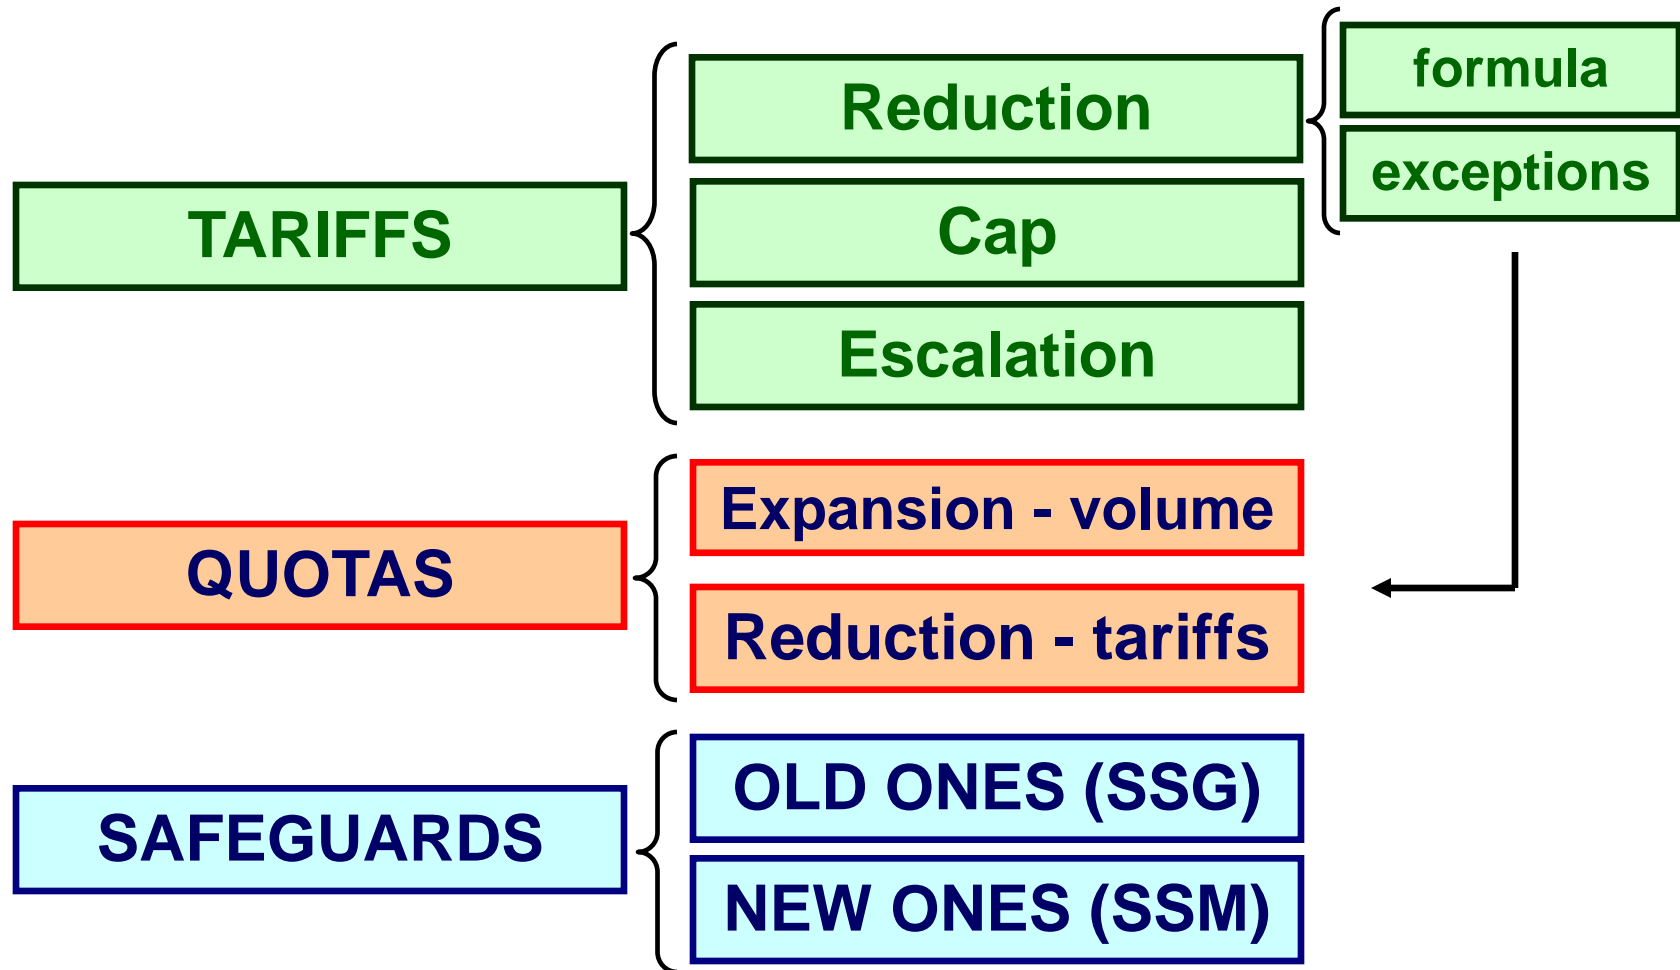 TARIFFS
Reduction
formula
exceptions
Cap
Escalation
QUOTAS
Expansion - volume
Reduction - tariffs
SAFEGUARDS
OLD ONES (SSG)
NEW ONES (SSM)